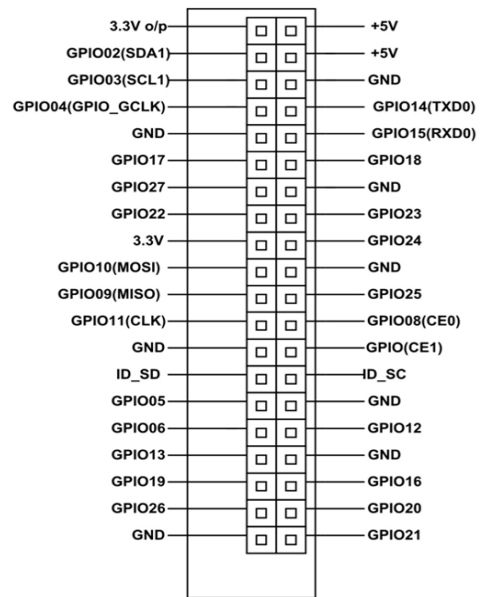 3.3V o/p +5V
GPIO02(SDA1) +5V
GPIO03(SCL1) GND
GPIO04(GPIO_GCLK) GPIO14(TXD0)
GND GPIO15(RXD0)
GPIO17 GPIO18
GPIO27 GND
GPIO22 GPIO23
3.3V GPIO24
GPIO10(MOSI) GND
GPIO09(MISO) GPIO25
GPIO11(CLK) GPIO08(CE0)
GND GPIO(CE1)
ID_SD ID_SC
GPIO05 GND
GPIO06 GPIO12
GPIO13 GND
GPIO19 GPIO16
GPIO26 GPIO20
GND GPIO21